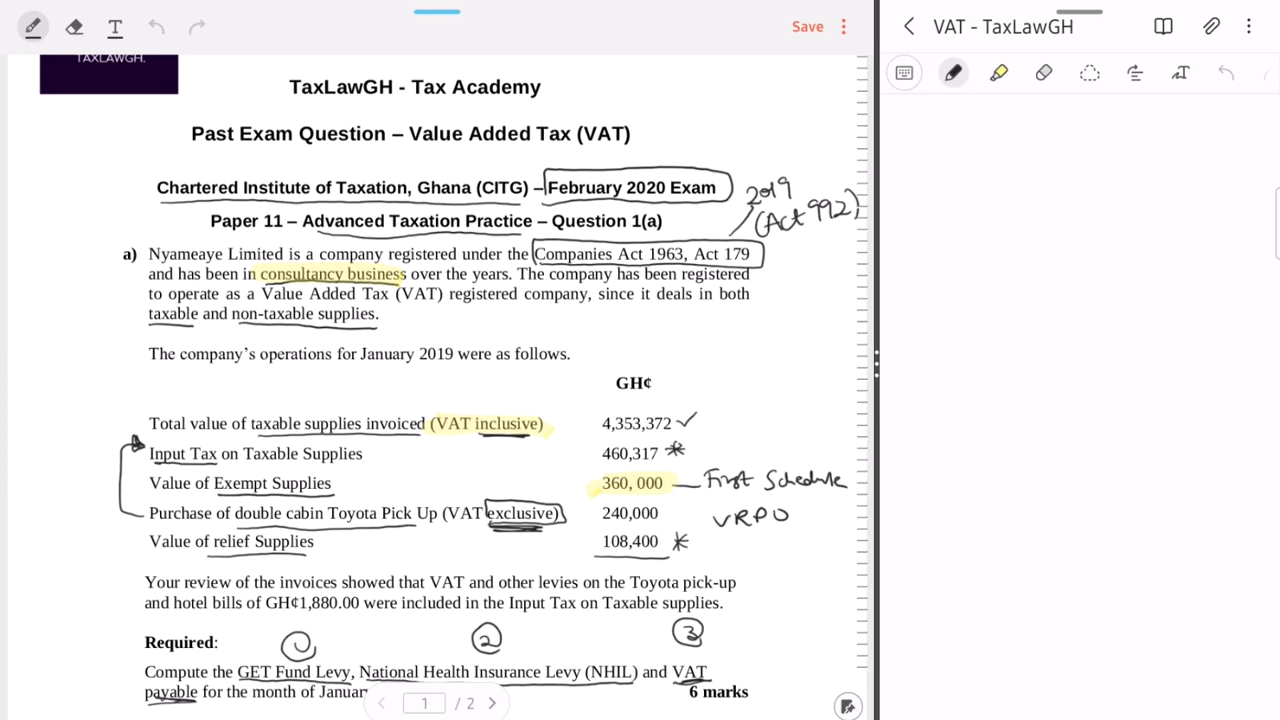 Save
VAT - TaxLawGH
TAXLAWGH.
TaxLawGH - Tax Academy
Past Exam Question – Value Added Tax (VAT)
Chartered Institute of Taxation, Ghana (CITG) – February 2020 Exam
2019
(Act 992)
Paper 11 – Advanced Taxation Practice – Question 1(a)
a) Nyameaye Limited is a company registered under the Companies Act 1963, Act 179
and has been in consultancy business over the years. The company has been registered
to operate as a Value Added Tax (VAT) registered company, since it deals in both
taxable and non-taxable supplies.
The company's operations for January 2019 were as follows.
GH¢
Total value of taxable supplies invoiced (VAT inclusive) 4,353,372
Input Tax on Taxable Supplies 460,317 *
Value of Exempt Supplies 360, 000 — First Schedule
Purchase of double cabin Toyota Pick Up (VAT exclusive) 240,000 VRPO
Value of relief Supplies 108,400 *
Your review of the invoices showed that VAT and other levies on the Toyota pick-up
and hotel bills of GH¢1,880.00 were included in the Input Tax on Taxable supplies.
Required:
1 2 3
Compute the GET Fund Levy, National Health Insurance Levy (NHIL) and VAT
payable for the month of Januar 6 marks
1 / 2